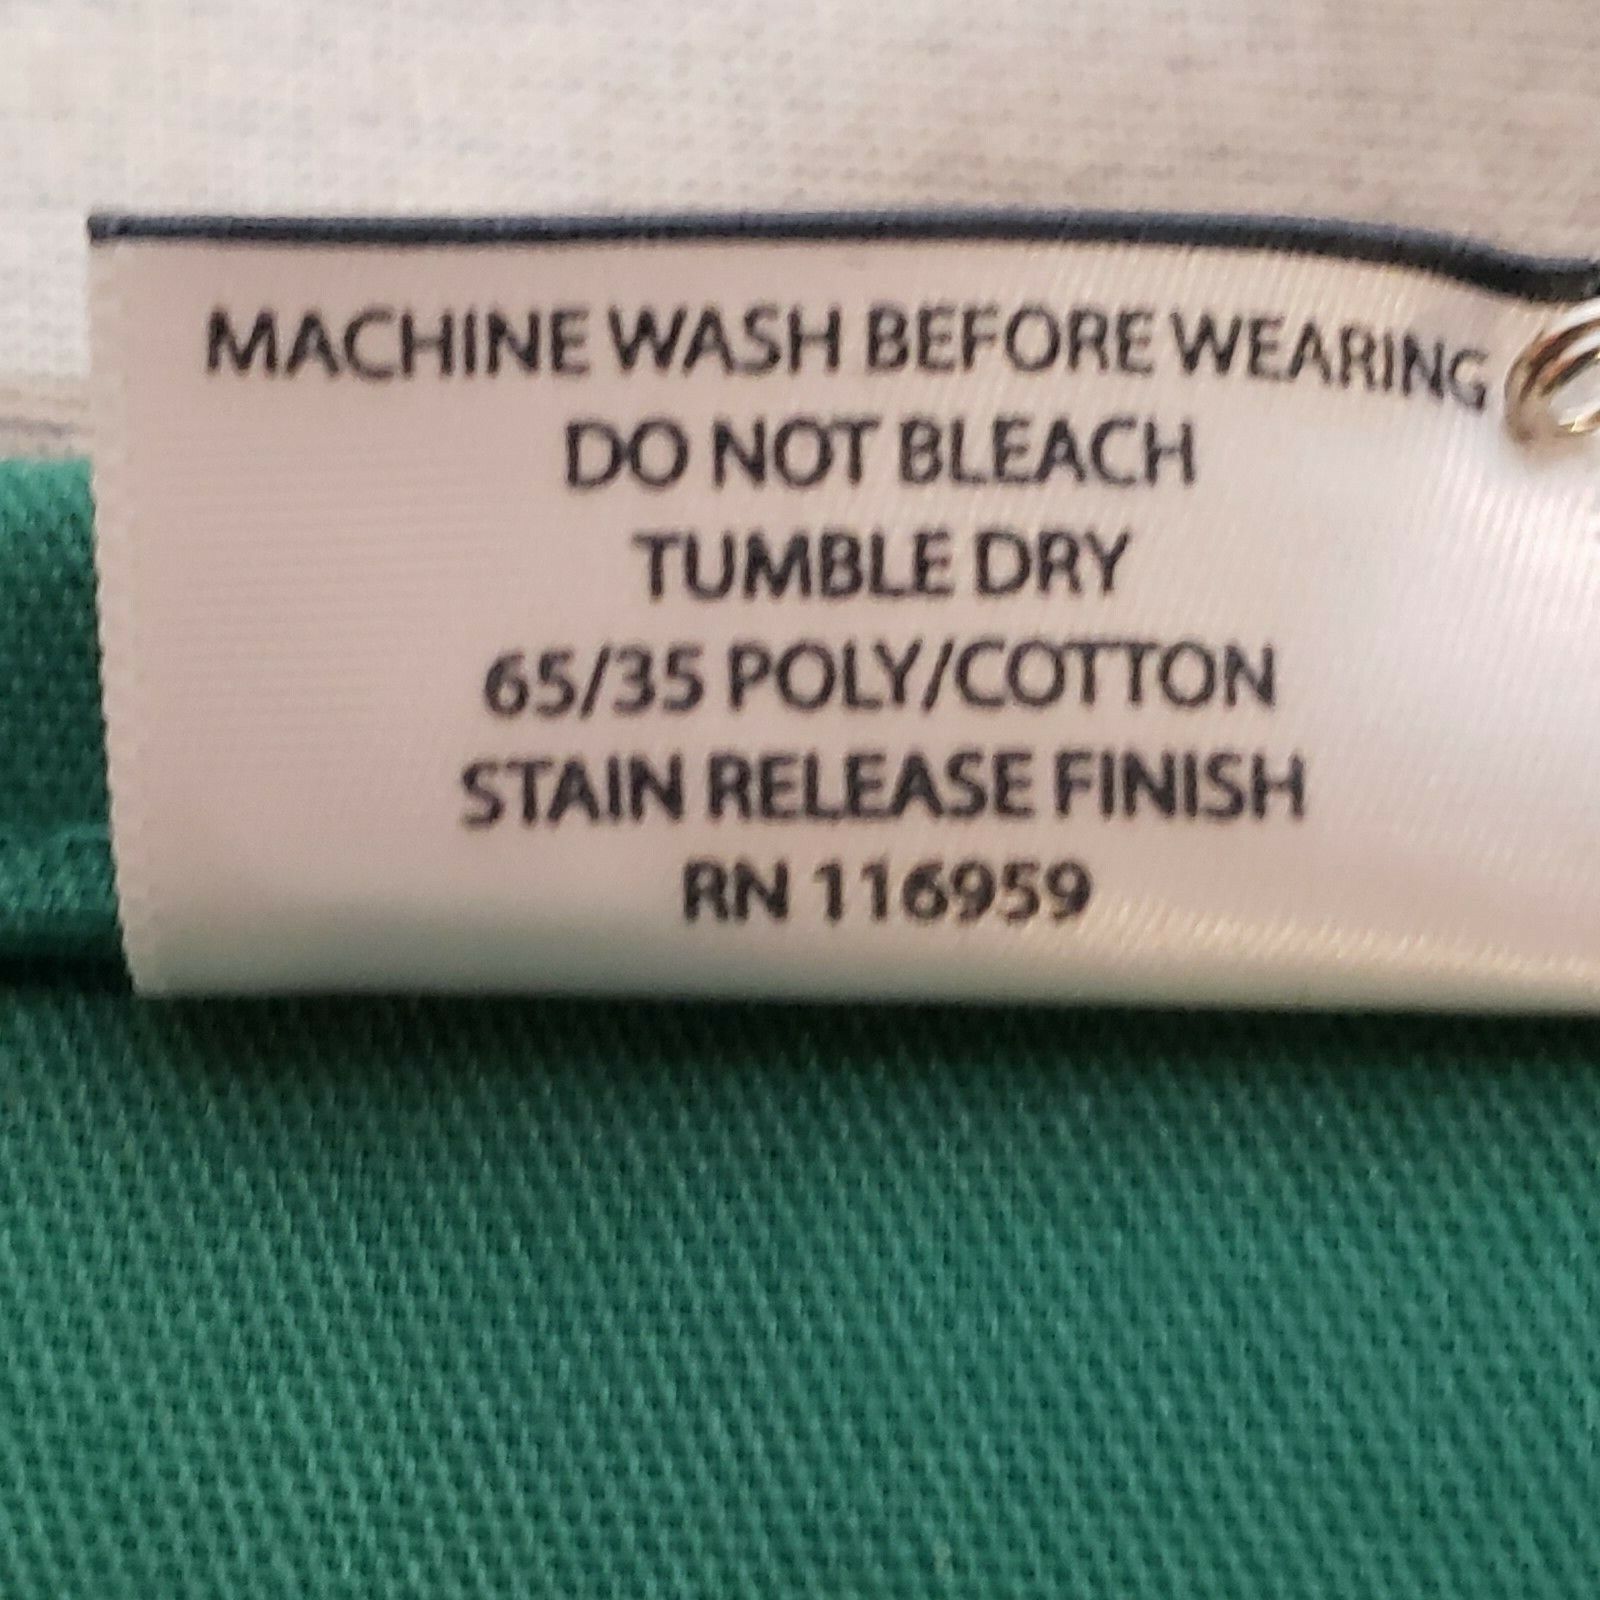 MACHINE WASH BEFORE WEARING
DO NOT BLEACH
TUMBLE DRY
65/35 POLY/COTTON
STAIN RELEASE FINISH
RN 116959